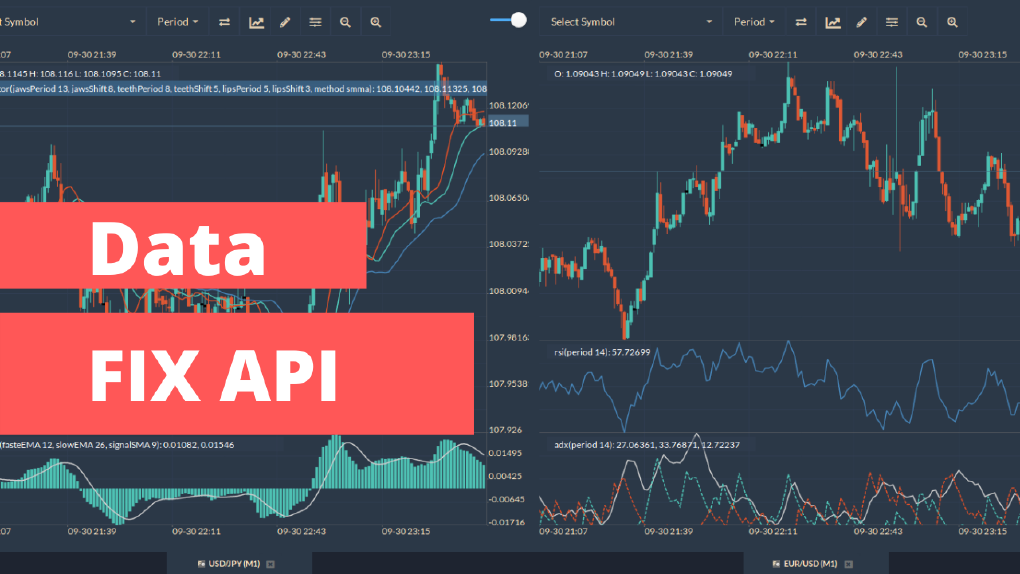 t Symbol
Period
Select Symbol
Period
:07
09-30 21:39
09-30 22:11
09-30 22:43
09-30 23:15
09-30 21:07
09-30 21:39
09-30 22:11
09-30 22:43
09-30 23:15
8.1145 H: 108.116 L: 108.1095 C: 108.11
O: 1.09043 H: 1.09049 L: 1.09043 C: 1.09049
tor(jawsPeriod 13, jawsShift 8, teethPeriod 8, teethShift 5, lipsPeriod 5, lipsShift 3, method smma): 108.10442, 108.11325, 108
108.1206
108.11
108.0928
108.0650
108.0372
108.0094
107.9816
107.9538
107.926
Data
FIX API
rsi(period 14): 57.72699
(fasteEMA 12, slowEMA 26, signalSMA 9): 0.01082, 0.01546
adx(period 14): 27.06361, 33.76871, 12.72237
0.01495
0.00425
-0.00645
-0.01716
:07
09-30 21:39
09-30 22:11
09-30 22:43
09-30 23:15
09-30 21:07
09-30 21:39
09-30 22:11
09-30 22:43
09-30 23:15
USD/JPY (M1)
EUR/USD (M1)